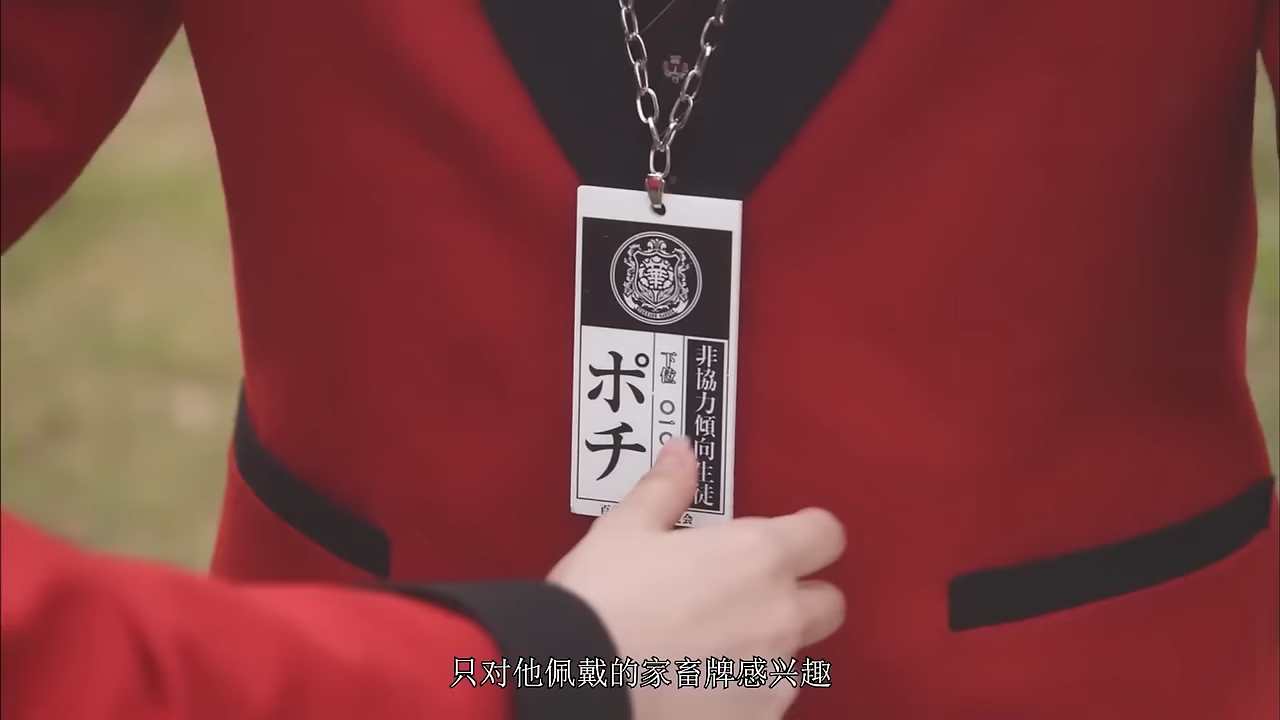 華
非協力傾向生徒
下位
ポチ
只对他佩戴的家畜牌感兴趣